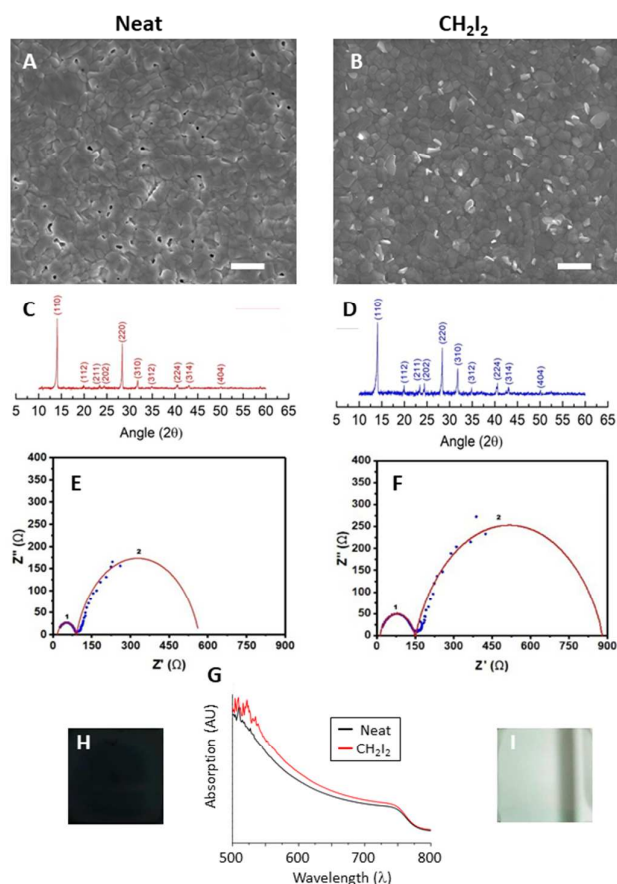 Neat
CH₂I₂
A
B
C
(110)
(112)
(211)
(202)
(220)
(310)
(312)
(224)
(314)
(404)
10 15 20 25 30 35 40 45 50 55 60 65
Angle (2θ)
D
(110)
(112)
(211)
(202)
(220)
(310)
(312)
(224)
(314)
(404)
5 10 15 20 25 30 35 40 45 50 55 60 65
Angle (2θ)
E
400
350
300
250
200
150
100
50
0
Z'' (Ω)
1
2
0 150 300 450 600 750 900
Z' (Ω)
F
400
350
300
250
200
150
100
50
0
Z'' (Ω)
1
2
0 150 300 450 600 750 900
Z' (Ω)
G
Absorption (AU)
Neat
CH₂I₂
500 600 700 800
Wavelength (λ)
H
I